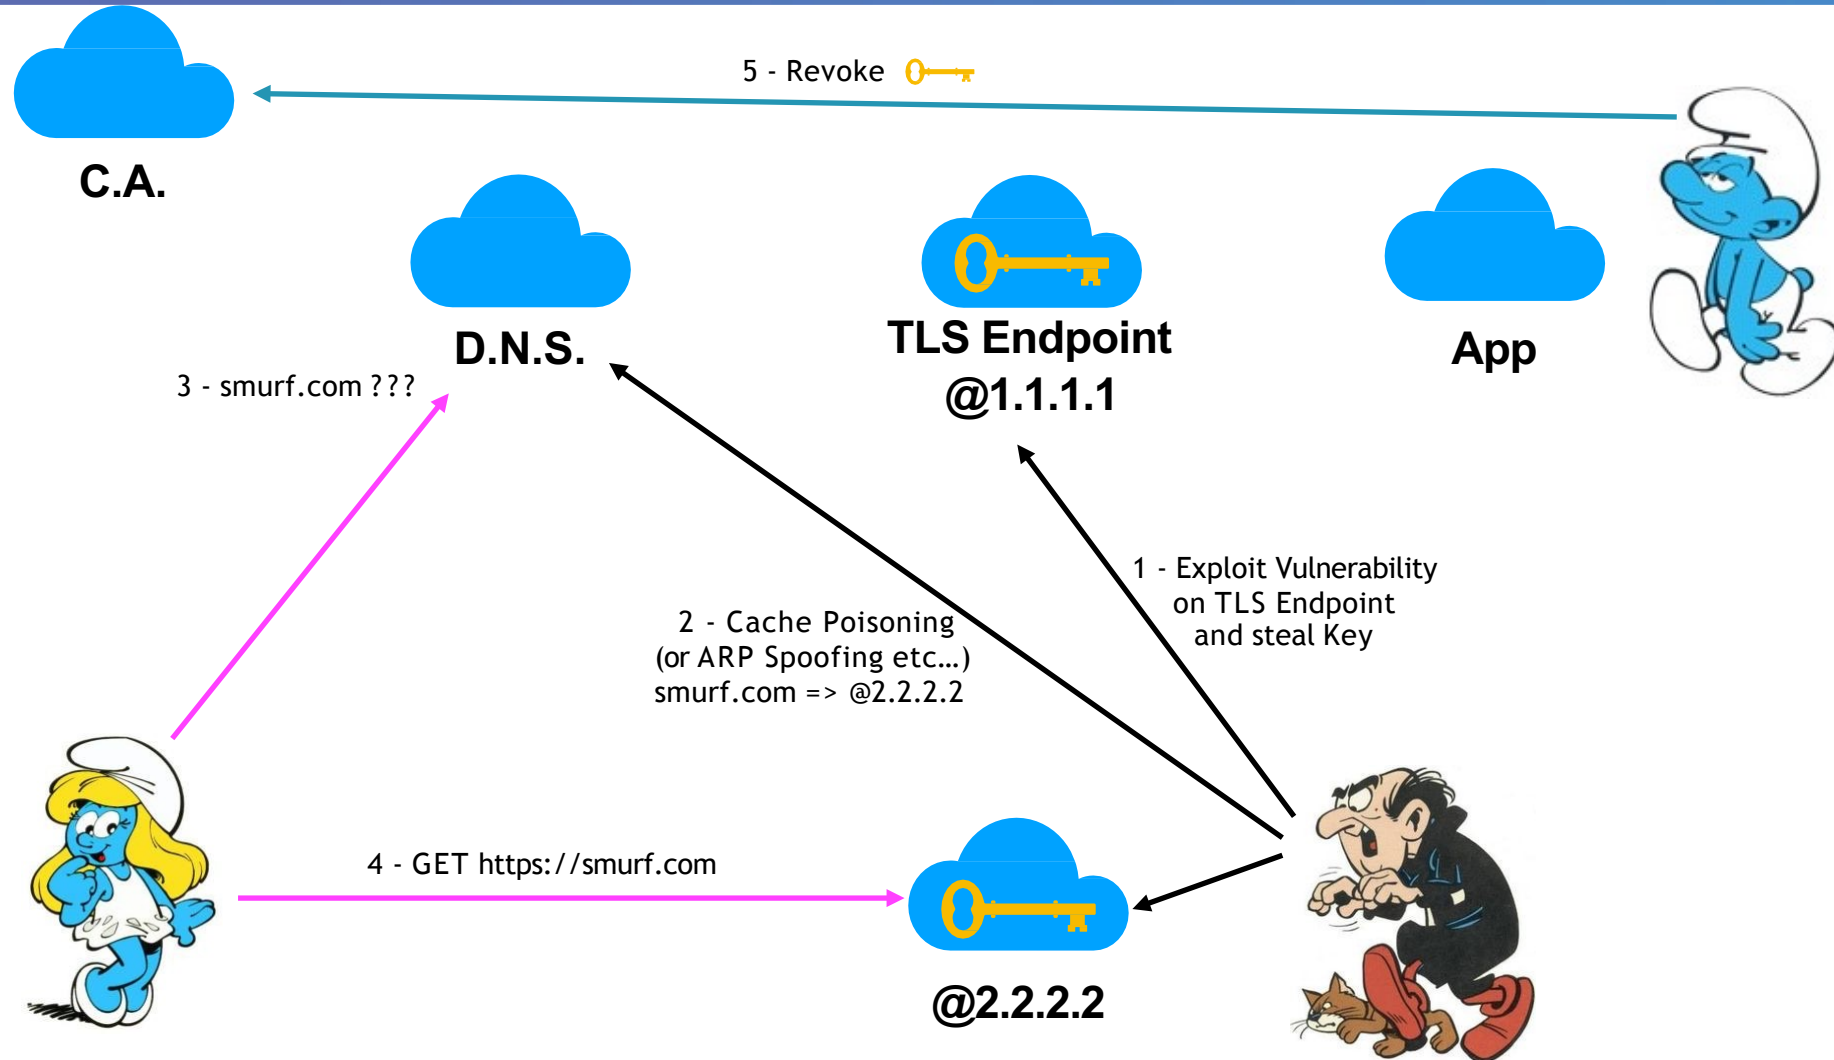 5 - Revoke
C.A.
D.N.S.
TLS Endpoint
@1.1.1.1
App
3 - smurf.com ???
1 - Exploit Vulnerability
on TLS Endpoint
and steal Key
2 - Cache Poisoning
(or ARP Spoofing etc…)
smurf.com => @2.2.2.2
4 - GET https://smurf.com
@2.2.2.2